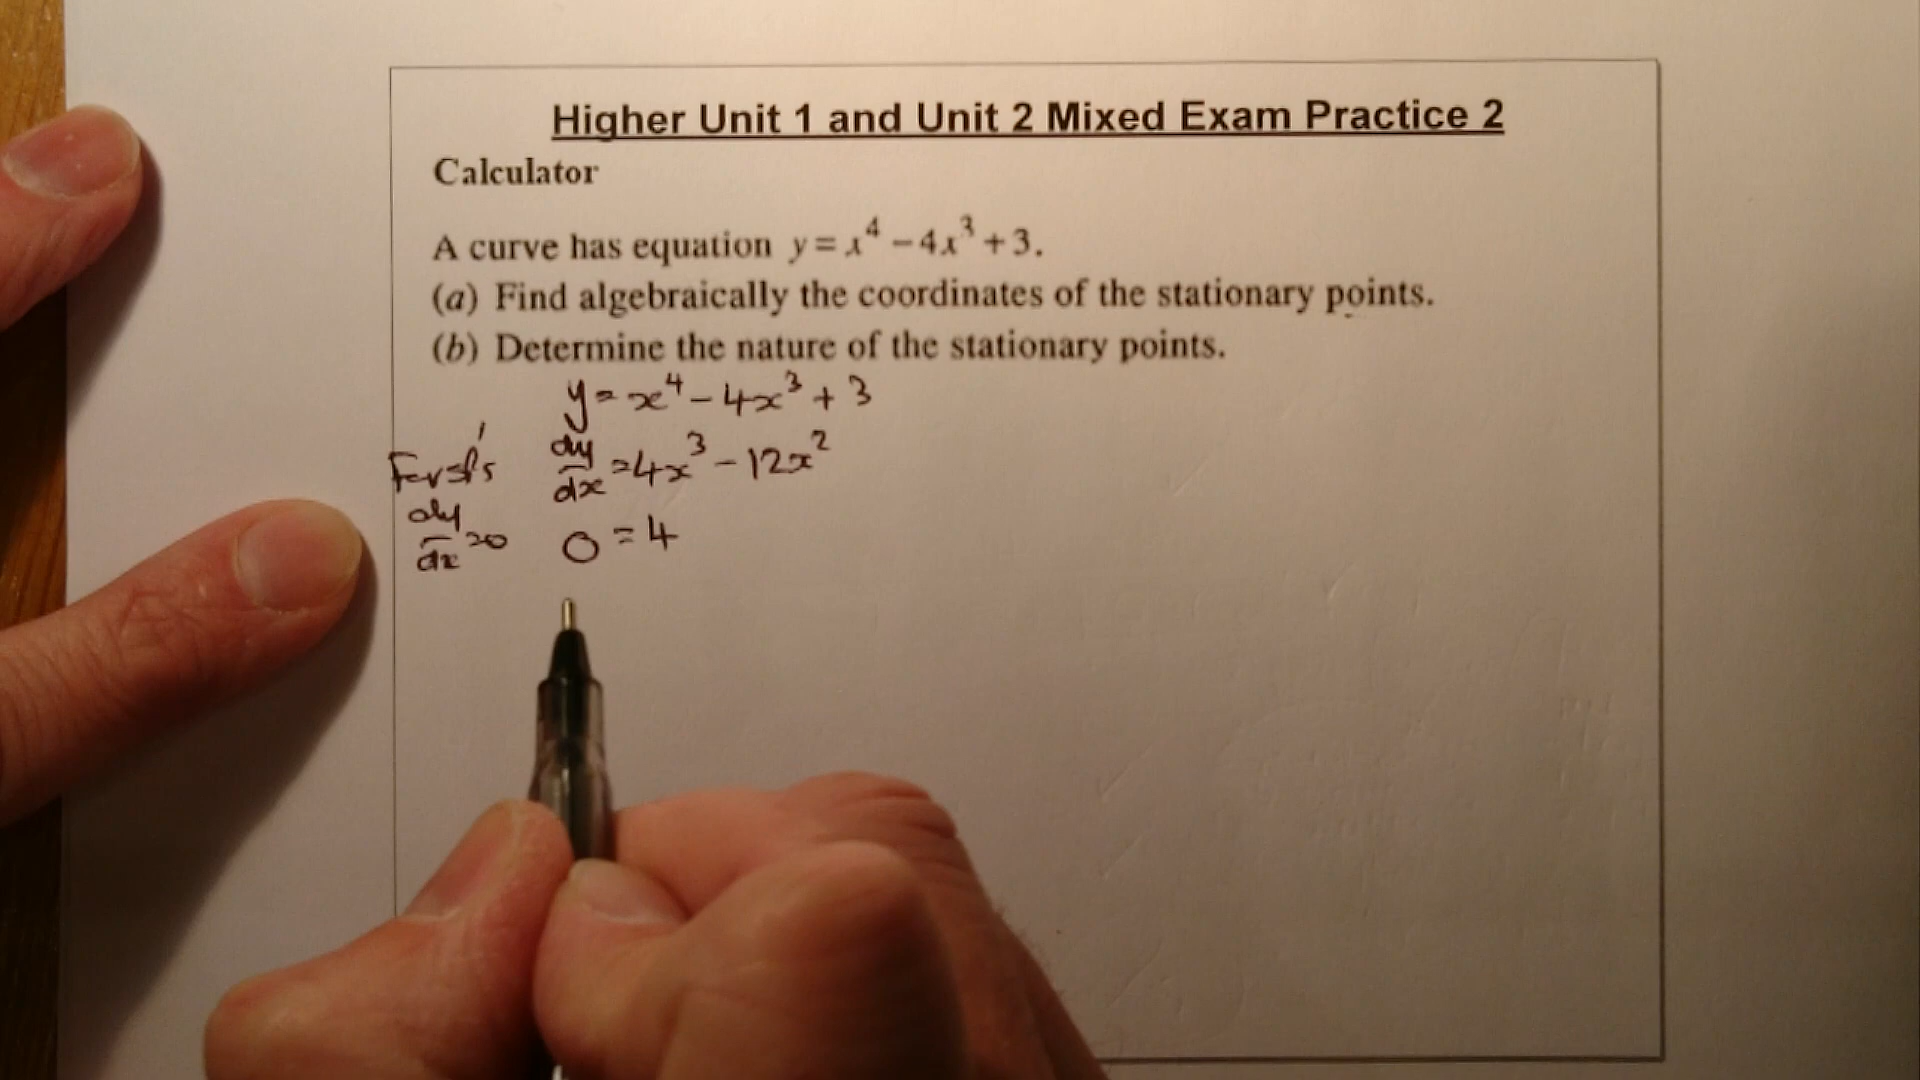 Higher Unit 1 and Unit 2 Mixed Exam Practice 2
Calculator
A curve has equation y = x⁴ − 4x³ + 3.
(a) Find algebraically the coordinates of the stationary points.
(b) Determine the nature of the stationary points.
y = x⁴ − 4x³ + 3
dy/dx = 4x³ − 12x²
dy/dx = 0 0 = 4